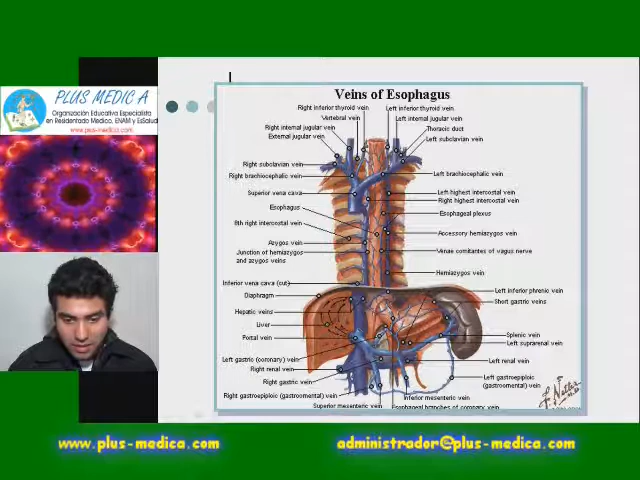 PLUS MEDICA
Organización Educativa Especialista
en Residentado Medico, ENAM y EsSalud
www.plus-medica.com
Veins of Esophagus
Right inferior thyroid vein
Vertebral vein
Right internal jugular vein
External jugular vein
Right subclavian vein
Right brachiocephalic vein
Superior vena cava
Esophagus
6th right intercostal vein
Azygos vein
Junction of hemiazygos
and azygos veins
Inferior vena cava (cut)
Diaphragm
Hepatic veins
Liver
Portal vein
Left gastric (coronary) vein
Right renal vein
Right gastric vein
Right gastroepiploic (gastroomental) vein
Superior mesenteric vein
Left inferior thyroid vein
Left internal jugular vein
Thoracic duct
Left subclavian vein
Left brachiocephalic vein
Left highest intercostal vein
Right highest intercostal vein
Esophageal plexus
Accessory hemiazygos vein
Venae comitantes of vagus nerve
Hemiazygos vein
Left inferior phrenic vein
Short gastric veins
Splenic vein
Left suprarenal vein
Left renal vein
Left gastroepiploic
(gastroomental) vein
Inferior mesenteric vein
Esophageal branches of coronary vein
www.plus-medica.com
administrador@plus-medica.com